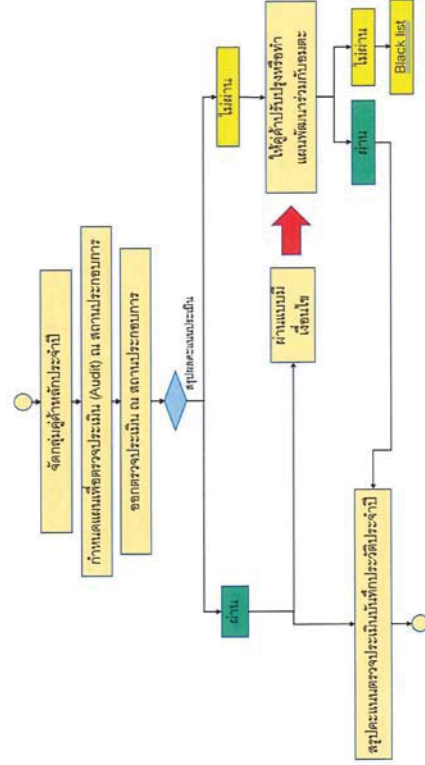 จัดกลุ่มคู่ค้าหลักประจำปี
กำหนดแผนเพื่อตรวจประเมิน (Audit) ณ สถานประกอบการ
ออกตรวจประเมิน ณ สถานประกอบการ
สรุปผลคะแนนประเมิน
ผ่าน
ไม่ผ่าน
ผ่านแบบมี
เงื่อนไข
ให้คู่ค้าปรับปรุงหรือทำ
แผนพัฒนาร่วมกับอมตะ
ผ่าน
ไม่ผ่าน
Black list
สรุปคะแนนตรวจประเมินบันทึกประวัติประจำปี